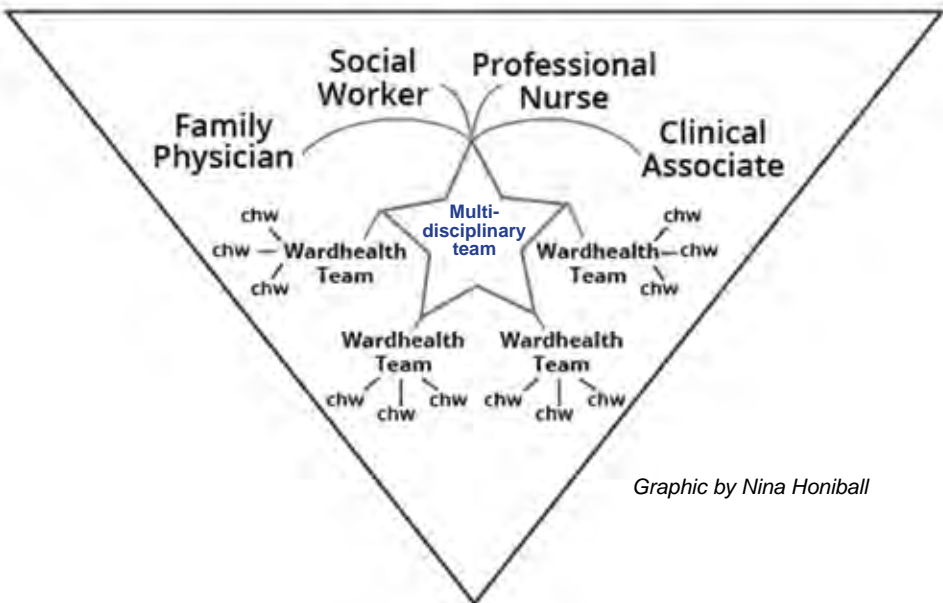 Social
Worker
Professional
Nurse
Family
Physician
Clinical
Associate
Multi-
disciplinary
team
chw
chw
chw
Wardhealth
Team
Wardhealth
Team
chw
chw
chw
Wardhealth
Team
chw
chw
chw
Wardhealth
Team
chw
chw
chw
Graphic by Nina Honiball